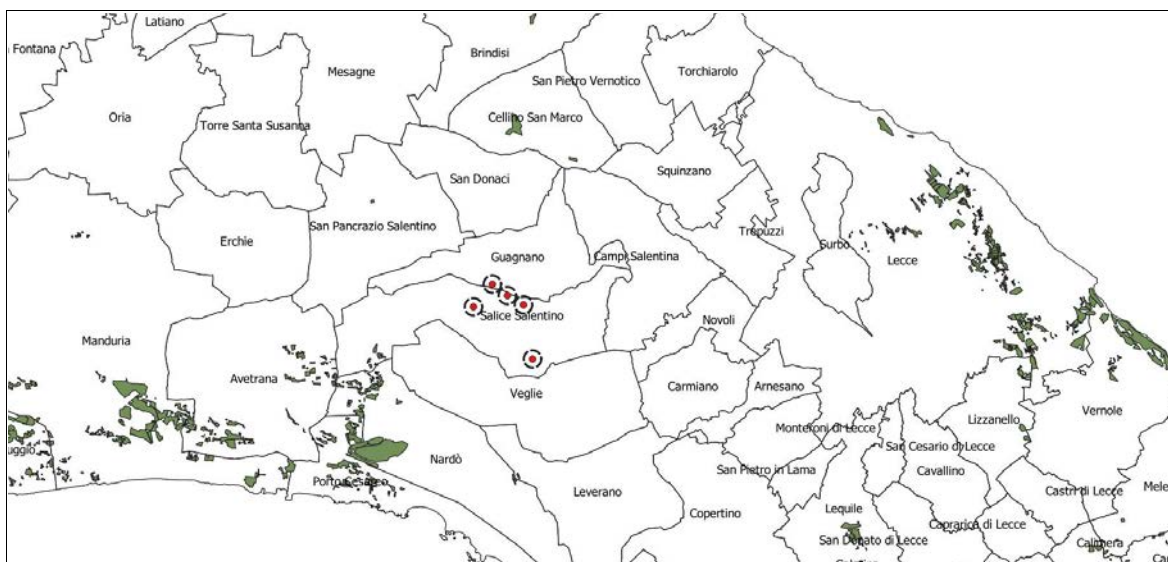 Latiano
Fontana
Mesagne
Brindisi
San Pietro Vernotico
Torchiarolo
Oria
Torre Santa Susanna
Cellino San Marco
San Donaci
Squinzano
San Pancrazio Salentino
Erchie
Guagnano
Campi Salentina
Trepuzzi
Surbo
Lecce
Salice Salentino
Novoli
Manduria
Avetrana
Veglie
Carmiano
Arnesano
Vernole
Lizzanello
Monteroni di Lecce
San Cesario di Lecce
Nardò
San Pietro in Lama
Cavallino
Porto Cesareo
Leverano
Castri di Lecce
Copertino
Lequile
Caprarica di Lecce
San Donato di Lecce
Calimera